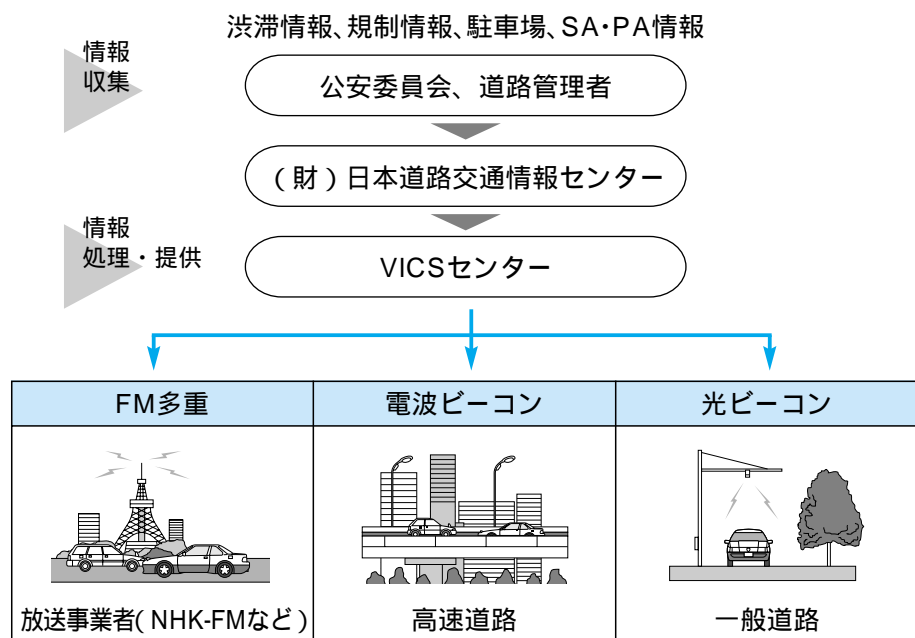 渋滞情報、規制情報、駐車場、SA・PA情報
情報
収集
公安委員会、道路管理者
（財）日本道路交通情報センター
情報
処理・提供
VICSセンター
FM多重
電波ビーコン
光ビーコン
放送事業者（NHK-FMなど）
高速道路
一般道路